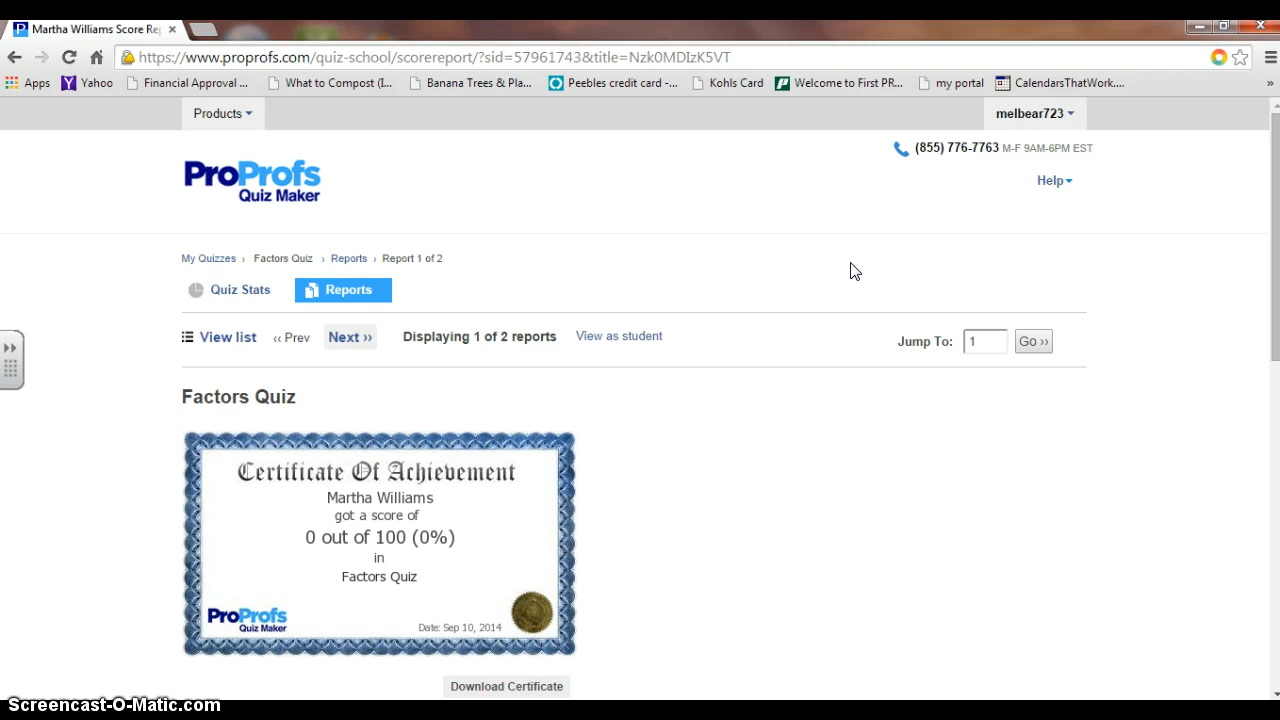 Martha Williams Score Re
https://www.proprofs.com/quiz-school/scorereport/?sid=57961743&title=Nzk0MDIzK5VT
Apps Yahoo Financial Approval ... What to Compost (I... Banana Trees & Pla... Peebles credit card -... Kohls Card Welcome to First PR... my portal CalendarsThatWork.... »
Products melbear723
(855) 776-7763 M-F 9AM-6PM EST
ProProfs
Quiz Maker
Help
My Quizzes › Factors Quiz › Reports › Report 1 of 2
Quiz Stats Reports
View list ‹‹ Prev Next ›› Displaying 1 of 2 reports View as student Jump To: 1 Go ››
Factors Quiz
Certificate Of Achievement
Martha Williams
got a score of
0 out of 100 (0%)
in
Factors Quiz
ProProfs
Quiz Maker
Date: Sep 10, 2014
Download Certificate
Screencast-O-Matic.com